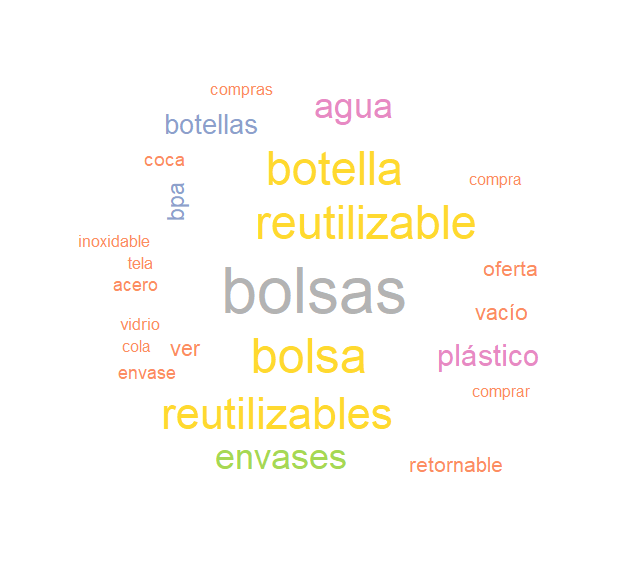 compras
agua
botellas
coca
botella
compra
bpa
reutilizable
inoxidable
tela
oferta
acero
bolsas
vacío
vidrio
cola
ver
bolsa
plástico
envase
comprar
reutilizables
envases
retornable